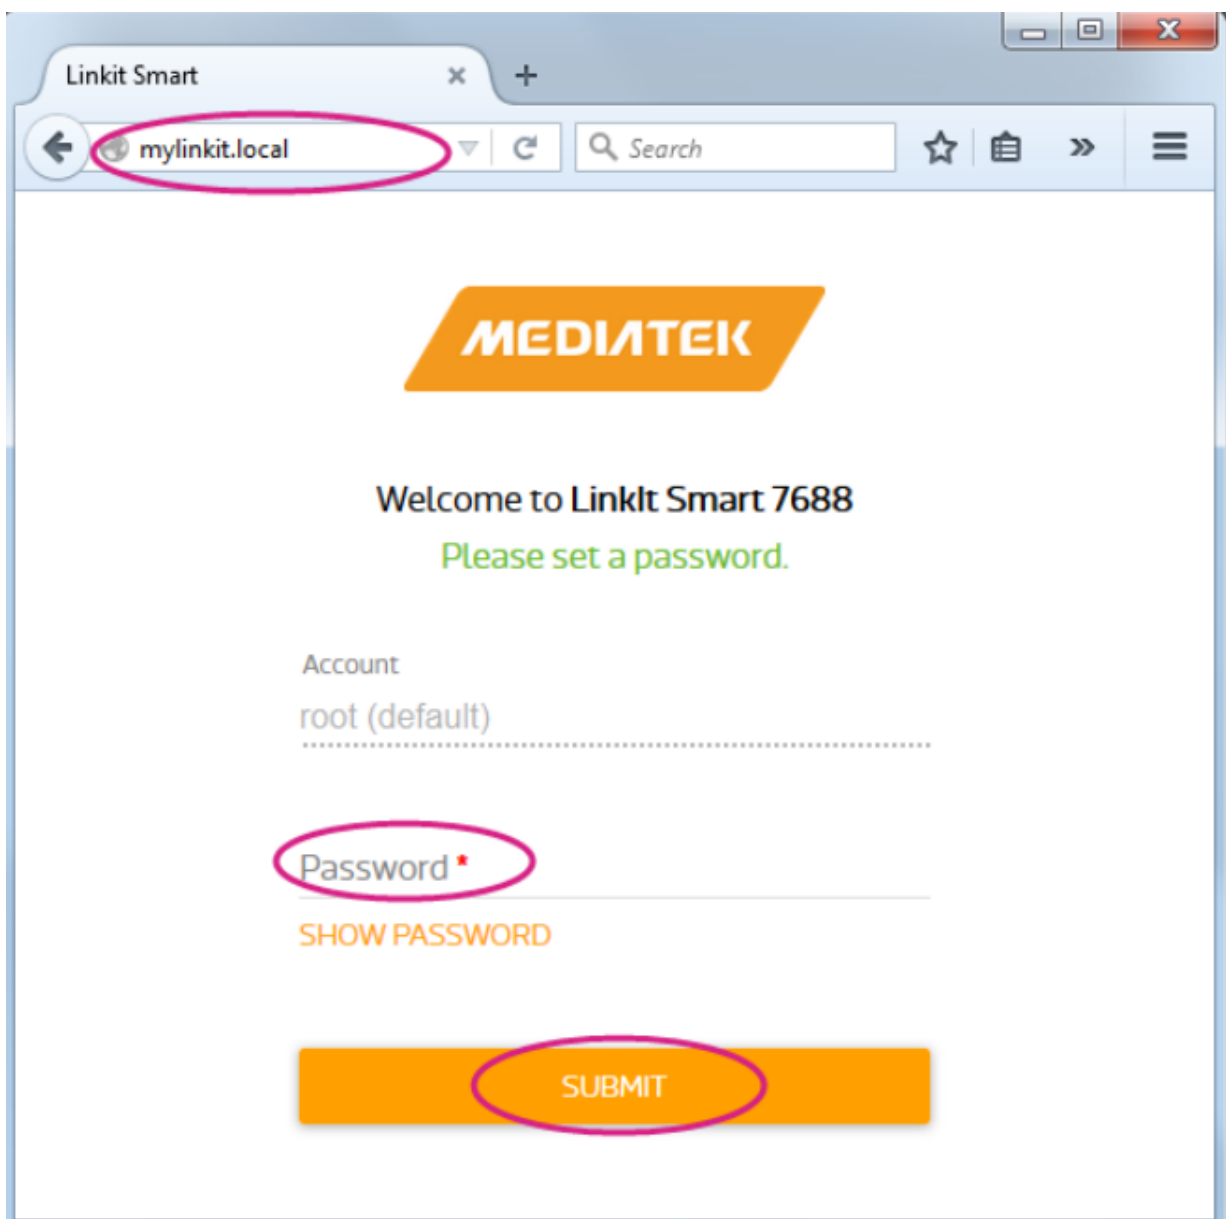 Linkit Smart
mylinkit.local
Search
MEDIATEK
Welcome to LinkIt Smart 7688
Please set a password.
Account
root (default)
Password *
SHOW PASSWORD
SUBMIT